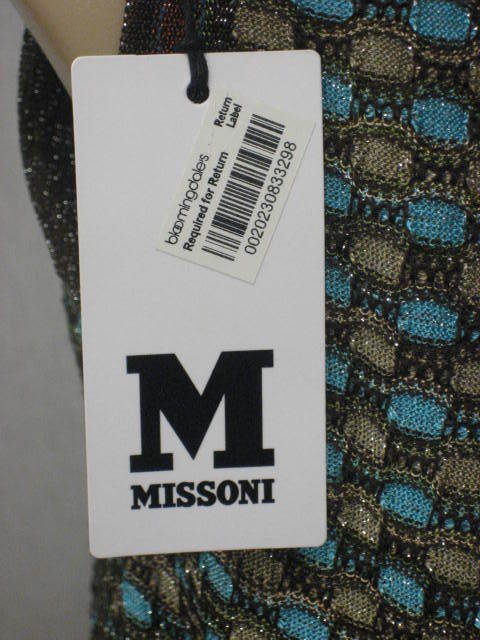 bloomingdale's
Return
Label
Required for Return
0020230833298
M
MISSONI